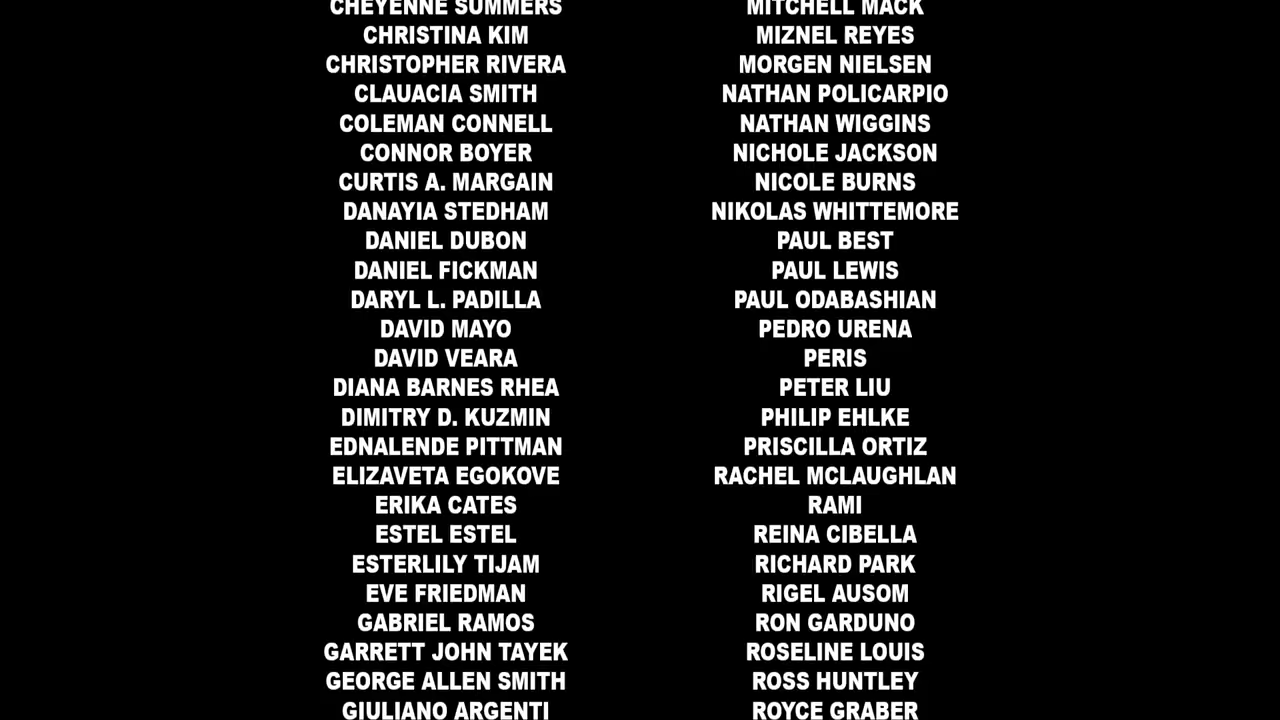 CHEYENNE SUMMERS
CHRISTINA KIM
CHRISTOPHER RIVERA
CLAUACIA SMITH
COLEMAN CONNELL
CONNOR BOYER
CURTIS A. MARGAIN
DANAYIA STEDHAM
DANIEL DUBON
DANIEL FICKMAN
DARYL L. PADILLA
DAVID MAYO
DAVID VEARA
DIANA BARNES RHEA
DIMITRY D. KUZMIN
EDNALENDE PITTMAN
ELIZAVETA EGOKOVE
ERIKA CATES
ESTEL ESTEL
ESTERLILY TIJAM
EVE FRIEDMAN
GABRIEL RAMOS
GARRETT JOHN TAYEK
GEORGE ALLEN SMITH
GIULIANO ARGENTI
MITCHELL MACK
MIZNEL REYES
MORGEN NIELSEN
NATHAN POLICARPIO
NATHAN WIGGINS
NICHOLE JACKSON
NICOLE BURNS
NIKOLAS WHITTEMORE
PAUL BEST
PAUL LEWIS
PAUL ODABASHIAN
PEDRO URENA
PERIS
PETER LIU
PHILIP EHLKE
PRISCILLA ORTIZ
RACHEL MCLAUGHLAN
RAMI
REINA CIBELLA
RICHARD PARK
RIGEL AUSOM
RON GARDUNO
ROSELINE LOUIS
ROSS HUNTLEY
ROYCE GRABER